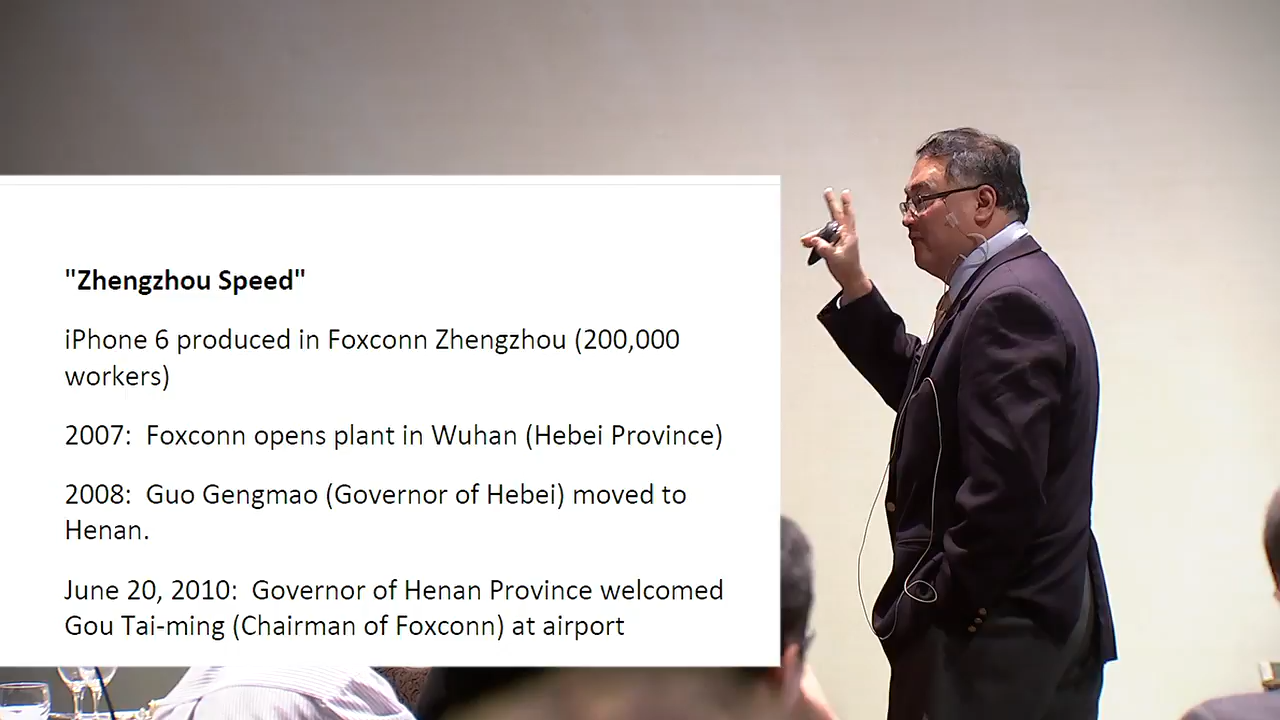 "Zhengzhou Speed"
iPhone 6 produced in Foxconn Zhengzhou (200,000
workers)
2007:  Foxconn opens plant in Wuhan (Hebei Province)
2008:  Guo Gengmao (Governor of Hebei) moved to
Henan.
June 20, 2010:  Governor of Henan Province welcomed
Gou Tai-ming (Chairman of Foxconn) at airport